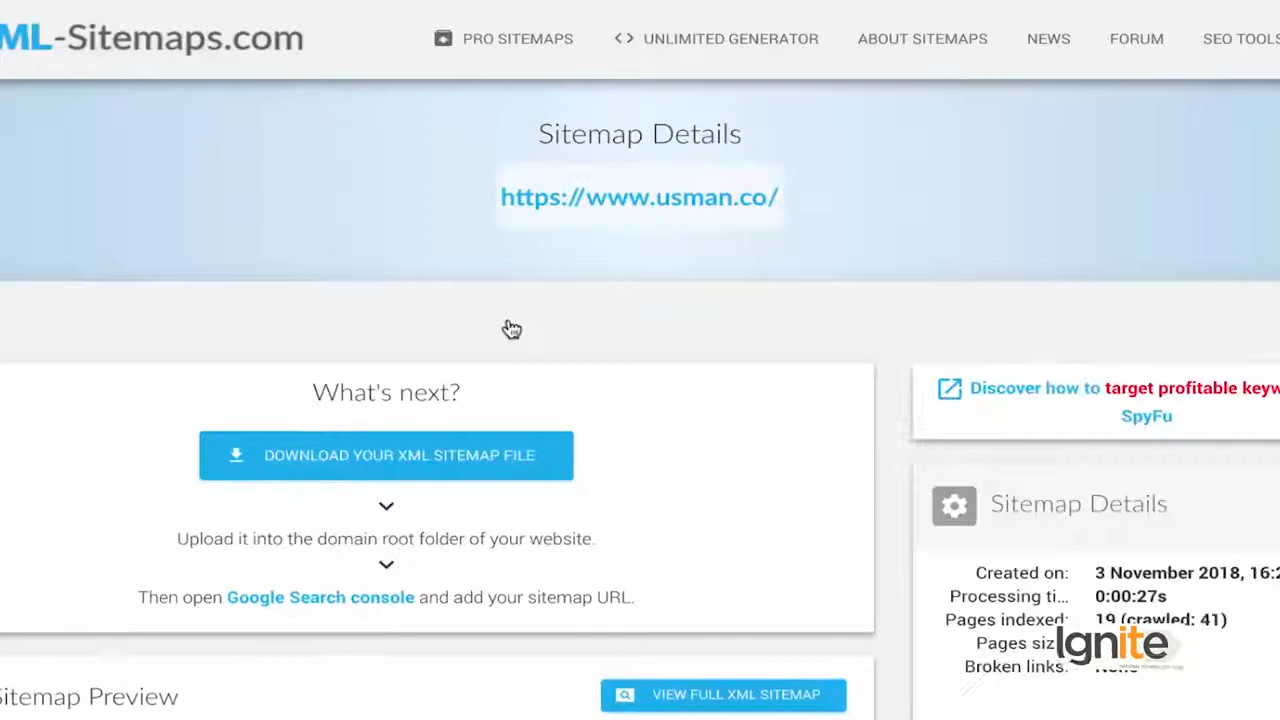 ML-Sitemaps.com
PRO SITEMAPS
UNLIMITED GENERATOR
ABOUT SITEMAPS
NEWS
FORUM
SEO TOOLS
Sitemap Details
https://www.usman.co/
What's next?
DOWNLOAD YOUR XML SITEMAP FILE
Upload it into the domain root folder of your website.
Then open Google Search console and add your sitemap URL.
Sitemap Preview
VIEW FULL XML SITEMAP
Discover how to target profitable keyw
SpyFu
Sitemap Details
Created on: 3 November 2018, 16:2
Processing ti... 0:00:27s
Pages indexed: 19 (crawled: 41)
Pages siz
Broken links: None
Ignite